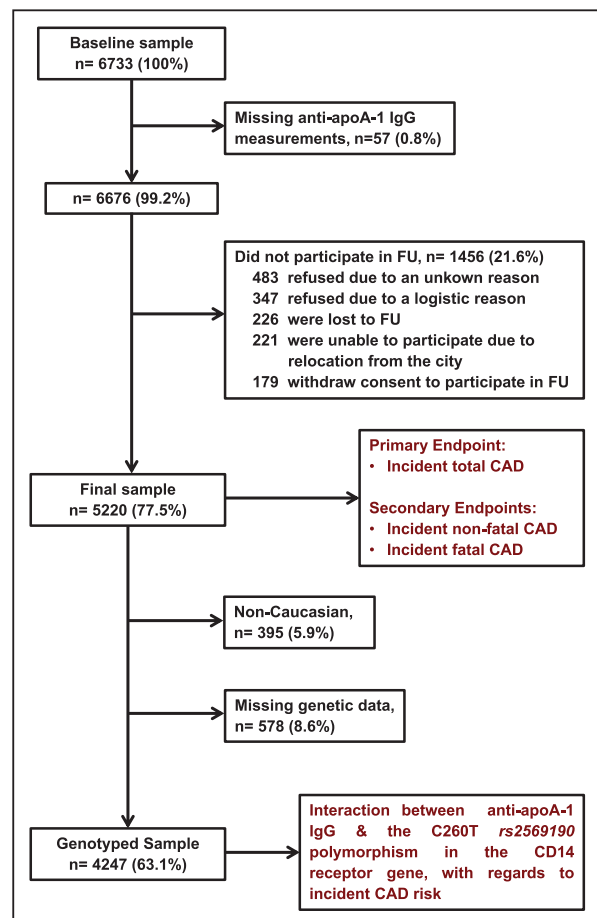 Baseline sample
n= 6733 (100%)
Missing anti-apoA-1 IgG
measurements, n=57 (0.8%)
n= 6676 (99.2%)
Did not participate in FU, n= 1456 (21.6%)
483 refused due to an unkown reason
347 refused due to a logistic reason
226 were lost to FU
221 were unable to participate due to
relocation from the city
179 withdraw consent to participate in FU
Primary Endpoint:
• Incident total CAD
Secondary Endpoints:
• Incident non-fatal CAD
• Incident fatal CAD
Final sample
n= 5220 (77.5%)
Non-Caucasian,
n= 395 (5.9%)
Missing genetic data,
n= 578 (8.6%)
Interaction between anti-apoA-1
IgG & the C260T rs2569190
polymorphism in the CD14
receptor gene, with regards to
incident CAD risk
Genotyped Sample
n= 4247 (63.1%)